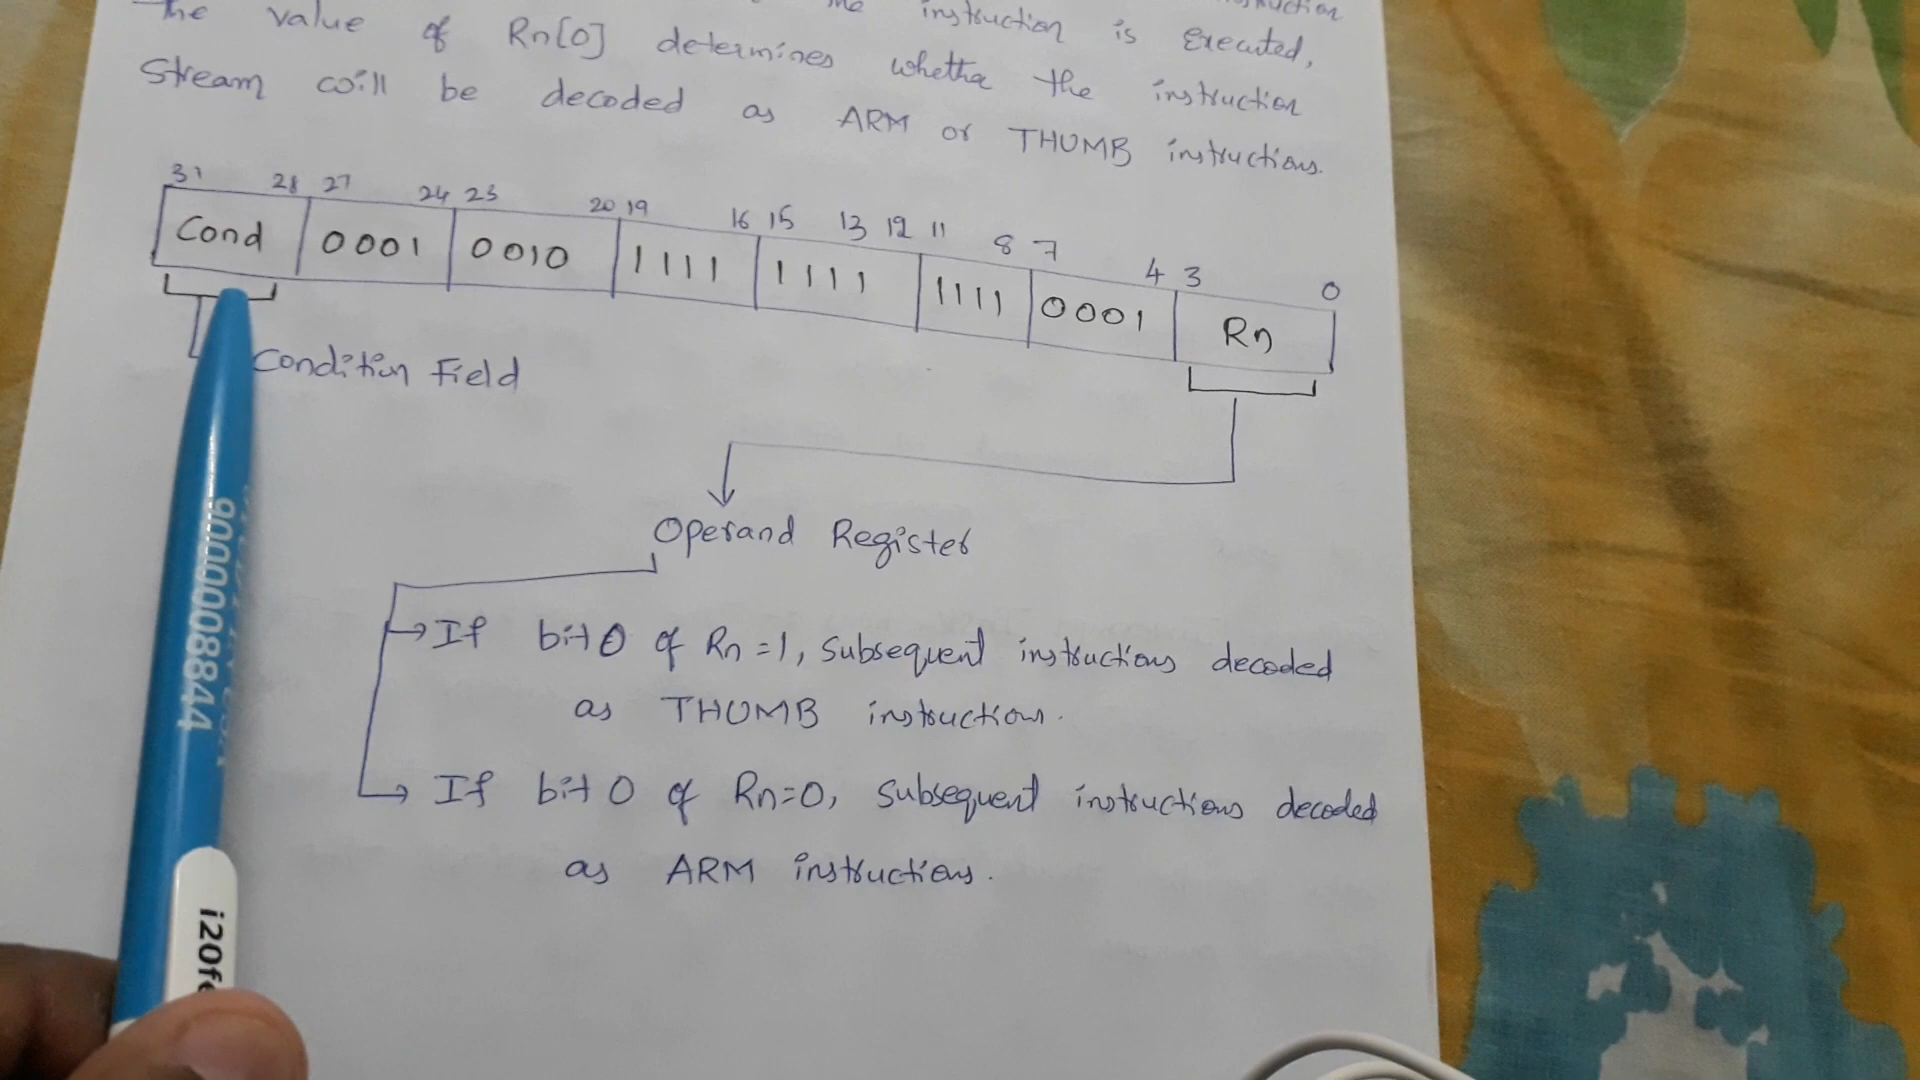 The value of Rn[0] determines whether the instruction
instruction is executed,
Stream will be decoded as ARM or THUMB instructions.
31 28 27 24 23 20 19 16 15 13 12 11 8 7 4 3 0
Cond 0001 0010 1111 1111 1111 0001 Rn
Condition Field
Operand Register
If bit 0 of Rn=1, Subsequent instructions decoded
as THUMB instructions.
If bit 0 of Rn=0, Subsequent instructions decoded
as ARM instructions.
9000008844